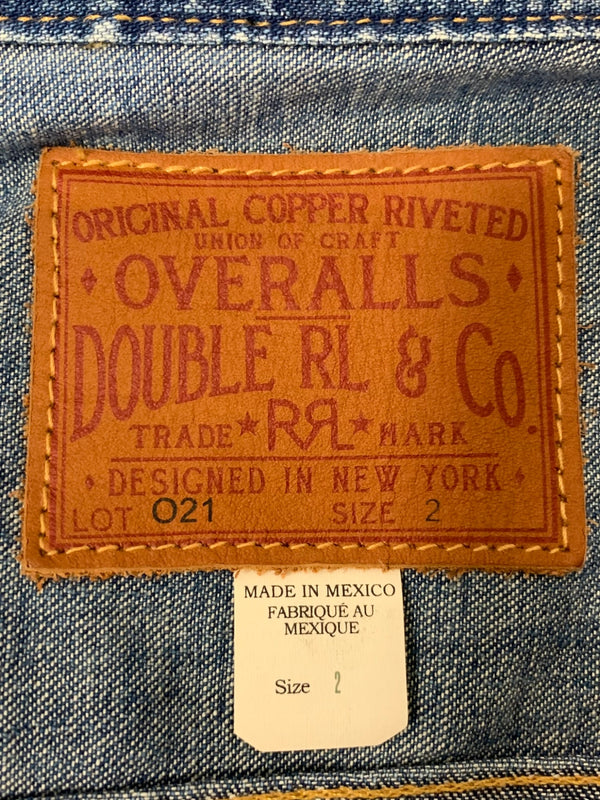 ORIGINAL COPPER RIVETED
UNION OF CRAFT
OVERALLS
DOUBLE RL & Co.
TRADE ★ RRL ★ MARK
DESIGNED IN NEW YORK
LOT 021 SIZE 2
MADE IN MEXICO
FABRIQUÉ AU
MEXIQUE
Size 2